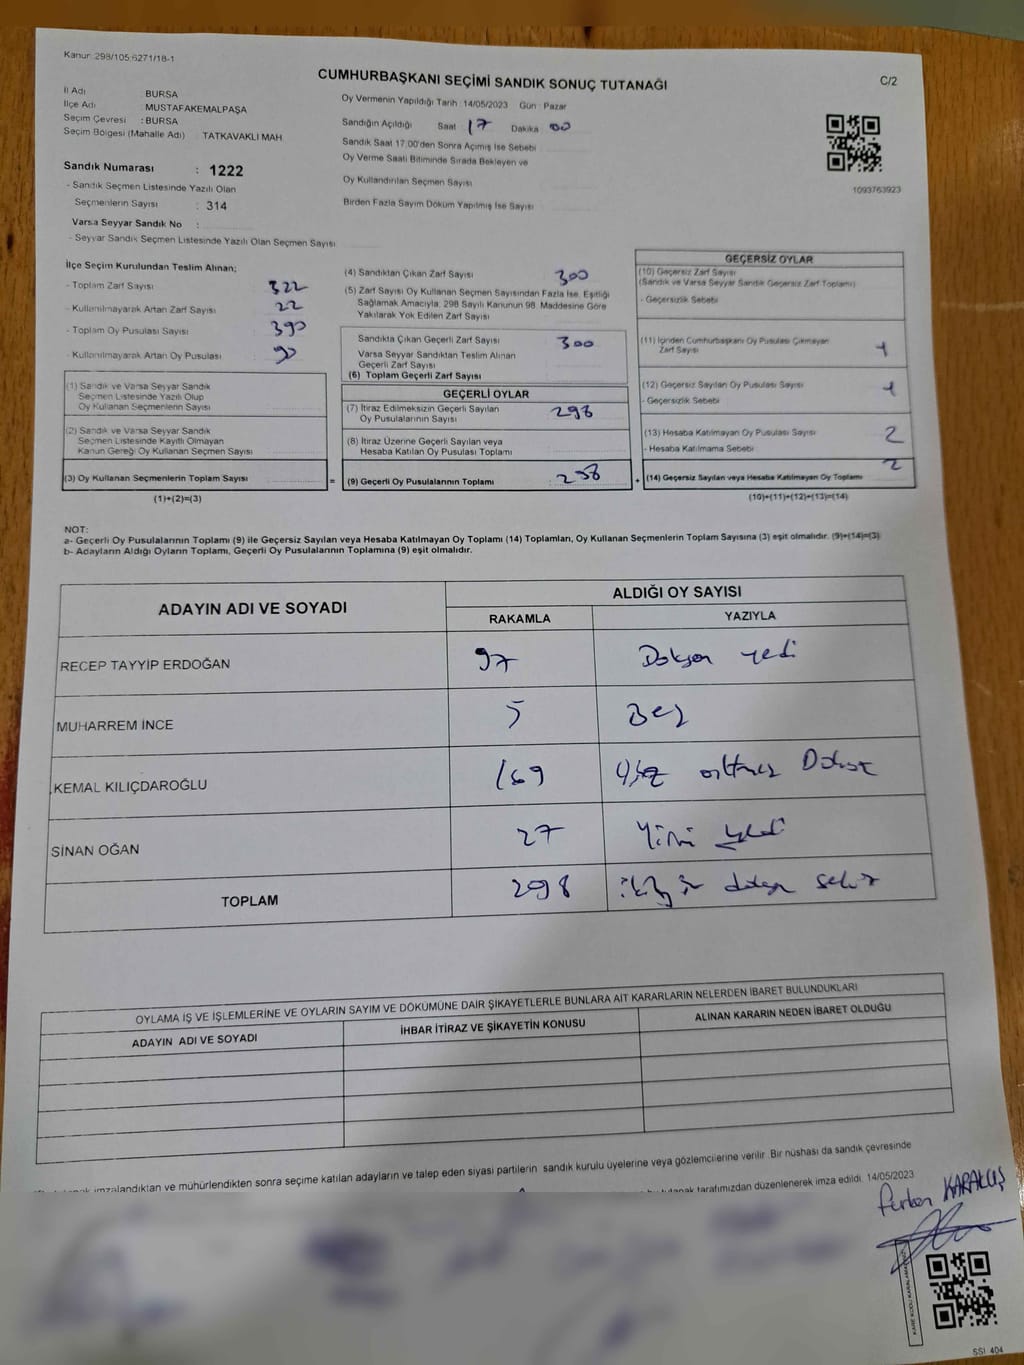 Kanun: 298/105:6271/18-1
CUMHURBAŞKANI SEÇİMİ SANDIK SONUÇ TUTANAĞI
C/2
İl Adı BURSA
İlçe Adı MUSTAFAKEMALPAŞA
Seçim Çevresi : BURSA
Seçim Bölgesi (Mahalle Adı) : TATKAVAKLI MAH
Oy Vermenin Yapıldığı Tarih : 14/05/2023 Gün : Pazar
Sandığın Açıldığı Saat 17 Dakika 00
Sandık Saat 17.00'den Sonra Açımış İse Sebebi
Oy Verme Saati Bitiminde Sırada Bekleyen ve
Oy Kullandırılan Seçmen Sayısı
Birden Fazla Sayım Döküm Yapılmış İse Sayısı
1093763923
Sandık Numarası : 1222
- Sandık Seçmen Listesinde Yazılı Olan
Seçmenlerin Sayısı : 314
Varsa Seyyar Sandık No :
- Seyyar Sandık Seçmen Listesinde Yazılı Olan Seçmen Sayısı
İlçe Seçim Kurulundan Teslim Alınan;
- Toplam Zarf Sayısı 322
- Kullanılmayarak Artan Zarf Sayısı 22
- Toplam Oy Pusulası Sayısı 390
- Kullanılmayarak Artan Oy Pusulası 90
(1) Sandık ve Varsa Seyyar Sandık
Seçmen Listesinde Yazılı Olup
Oy Kullanan Seçmenlerin Sayısı
(2) Sandık ve Varsa Seyyar Sandık
Seçmen Listesinde Kayıtlı Olmayan
Kanun Gereği Oy Kullanan Seçmen Sayısı
(3) Oy Kullanan Seçmenlerin Toplam Sayısı =
(1)+(2)=(3)
(4) Sandıktan Çıkan Zarf Sayısı 300
(5) Zarf Sayısı Oy Kullanan Seçmen Sayısından Fazla İse, Eşitliği
Sağlamak Amacıyla, 298 Sayılı Kanunun 98. Maddesine Göre
Yakılarak Yok Edilen Zarf Sayısı
Sandıkta Çıkan Geçerli Zarf Sayısı 300
Varsa Seyyar Sandıktan Teslim Alınan
Geçerli Zarf Sayısı
(6) Toplam Geçerli Zarf Sayısı
GEÇERLİ OYLAR
(7) İtiraz Edilmeksizin Geçerli Sayılan
Oy Pusulalarının Sayısı 298
(8) İtiraz Üzerine Geçerli Sayılan veya
Hesaba Katılan Oy Pusulası Toplamı
(9) Geçerli Oy Pusulalarının Toplamı 298 +
GEÇERSİZ OYLAR
(10) Geçersiz Zarf Sayısı
(Sandık ve Varsa Seyyar Sandık Geçersiz Zarf Toplamı)
- Geçersizlik Sebebi
(11) İçinden Cumhurbaşkanı Oy Pusulası Çıkmayan
Zarf Sayısı 1
(12) Geçersiz Sayılan Oy Pusulası Sayısı 1
- Geçersizlik Sebebi
(13) Hesaba Katılmayan Oy Pusulası Sayısı 2
- Hesaba Katılmama Sebebi
(14) Geçersiz Sayılan veya Hesaba Katılmayan Oy Toplamı 2
(10)+(11)+(12)+(13)=(14)
NOT:
a- Geçerli Oy Pusulalarının Toplamı (9) ile Geçersiz Sayılan veya Hesaba Katılmayan Oy Toplamı (14) Toplamları, Oy Kullanan Seçmenlerin Toplam Sayısına (3) eşit olmalıdır. (9)+(14)=(3)
b- Adayların Aldığı Oyların Toplamı, Geçerli Oy Pusulalarının Toplamına (9) eşit olmalıdır.
ADAYIN ADI VE SOYADI
ALDIĞI OY SAYISI
RAKAMLA YAZIYLA
RECEP TAYYİP ERDOĞAN 97 Doksan yedi
MUHARREM İNCE 5 Beş
KEMAL KILIÇDAROĞLU 169 Yüz altmış Dokuz
SİNAN OĞAN 27 Yirmi yedi
TOPLAM 298 ikiyüz doksan sekiz
OYLAMA İŞ VE İŞLEMLERİNE VE OYLARIN SAYIM VE DÖKÜMÜNE DAİR ŞİKAYETLERLE BUNLARA AİT KARARLARIN NELERDEN İBARET BULUNDUKLARI
ADAYIN ADI VE SOYADI İHBAR İTİRAZ VE ŞİKAYETİN KONUSU ALINAN KARARIN NEDEN İBARET OLDUĞU
imzalandıktan ve mühürlendikten sonra seçime katılan adayların ve talep eden siyasi partilerin sandık kurulu üyelerine veya gözlemcilerine verilir. Bir nüshası da sandık çevresinde
tutanak tarafımızdan düzenlenerek imza edildi. 14/05/2023
Furkan KARAKUŞ
SSI 404